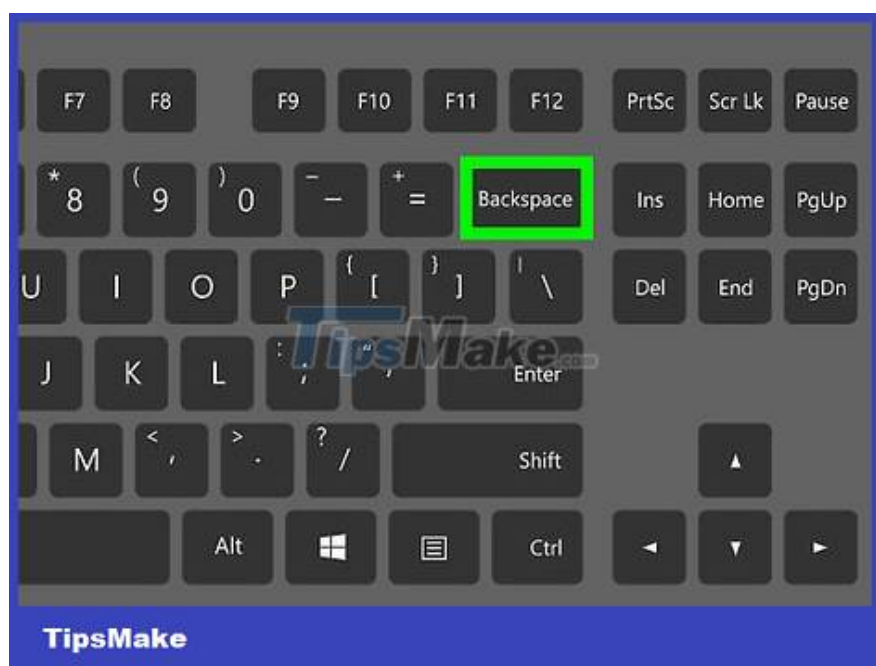 F7 F8 F9 F10 F11 F12 PrtSc Scr Lk Pause
* ( ) – +
8 9 0 – = Backspace Ins Home PgUp
{ } |
U I O P [ ] \ Del End PgDn
TipsMake.com
: "
J K L ; ' Enter
< > ?
M , . / Shift
Alt Ctrl
TipsMake